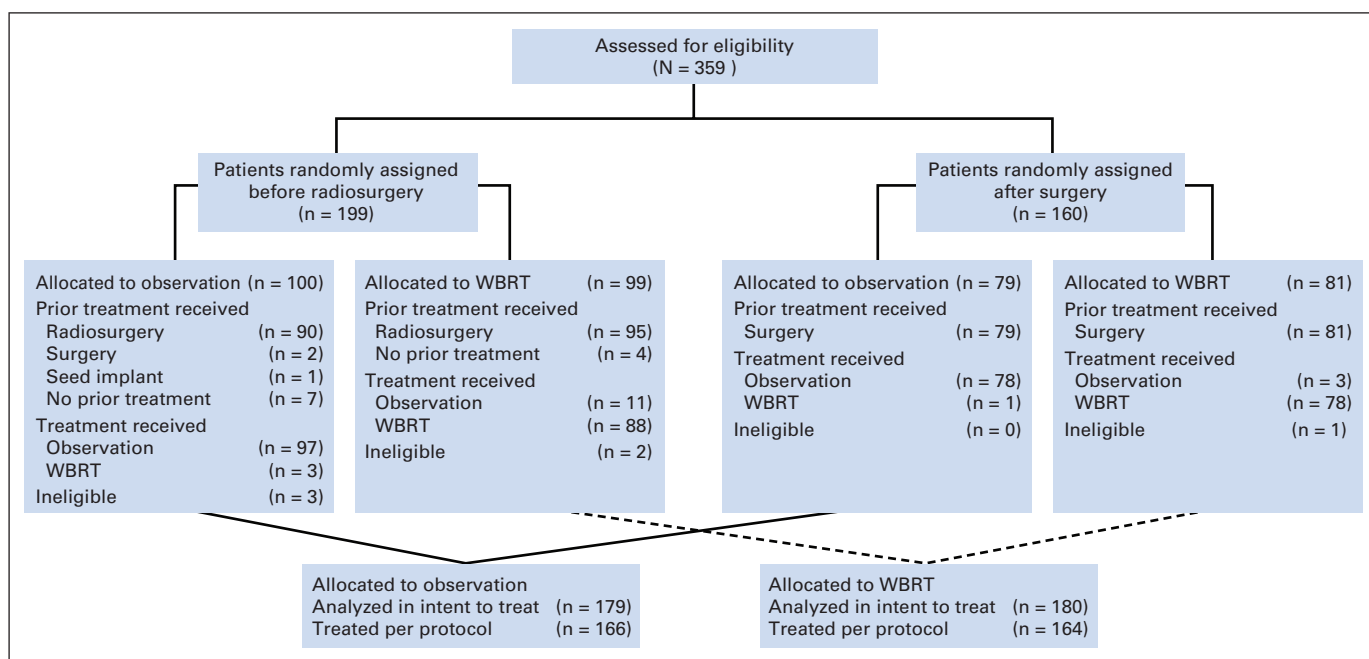 Assessed for eligibility
(N = 359 )
Patients randomly assigned
before radiosurgery
(n = 199)
Patients randomly assigned
after surgery
(n = 160)
Allocated to observation (n = 100)
Prior treatment received
Radiosurgery (n = 90)
Surgery (n = 2)
Seed implant (n = 1)
No prior treatment (n = 7)
Treatment received
Observation (n = 97)
WBRT (n = 3)
Ineligible (n = 3)
Allocated to WBRT (n = 99)
Prior treatment received
Radiosurgery (n = 95)
No prior treatment (n = 4)
Treatment received
Observation (n = 11)
WBRT (n = 88)
Ineligible (n = 2)
Allocated to observation (n = 79)
Prior treatment received
Surgery (n = 79)
Treatment received
Observation (n = 78)
WBRT (n = 1)
Ineligible (n = 0)
Allocated to WBRT (n = 81)
Prior treatment received
Surgery (n = 81)
Treatment received
Observation (n = 3)
WBRT (n = 78)
Ineligible (n = 1)
Allocated to observation
Analyzed in intent to treat (n = 179)
Treated per protocol (n = 166)
Allocated to WBRT
Analyzed in intent to treat (n = 180)
Treated per protocol (n = 164)